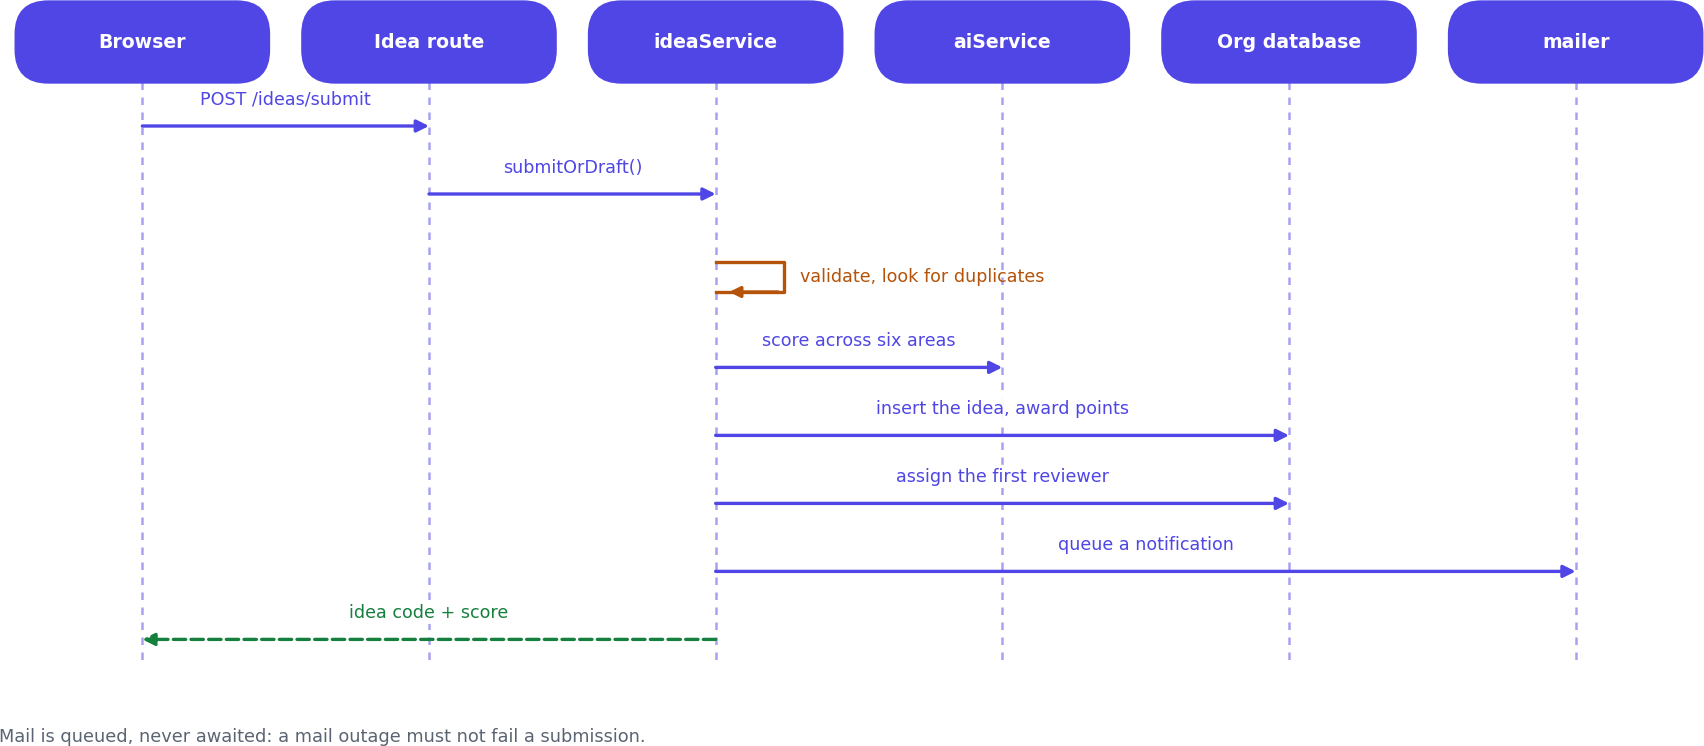 Browser
Idea route
ideaService
aiService
Org database
mailer
POST /ideas/submit
submitOrDraft()
validate, look for duplicates
score across six areas
insert the idea, award points
assign the first reviewer
queue a notification
idea code + score
Mail is queued, never awaited: a mail outage must not fail a submission.